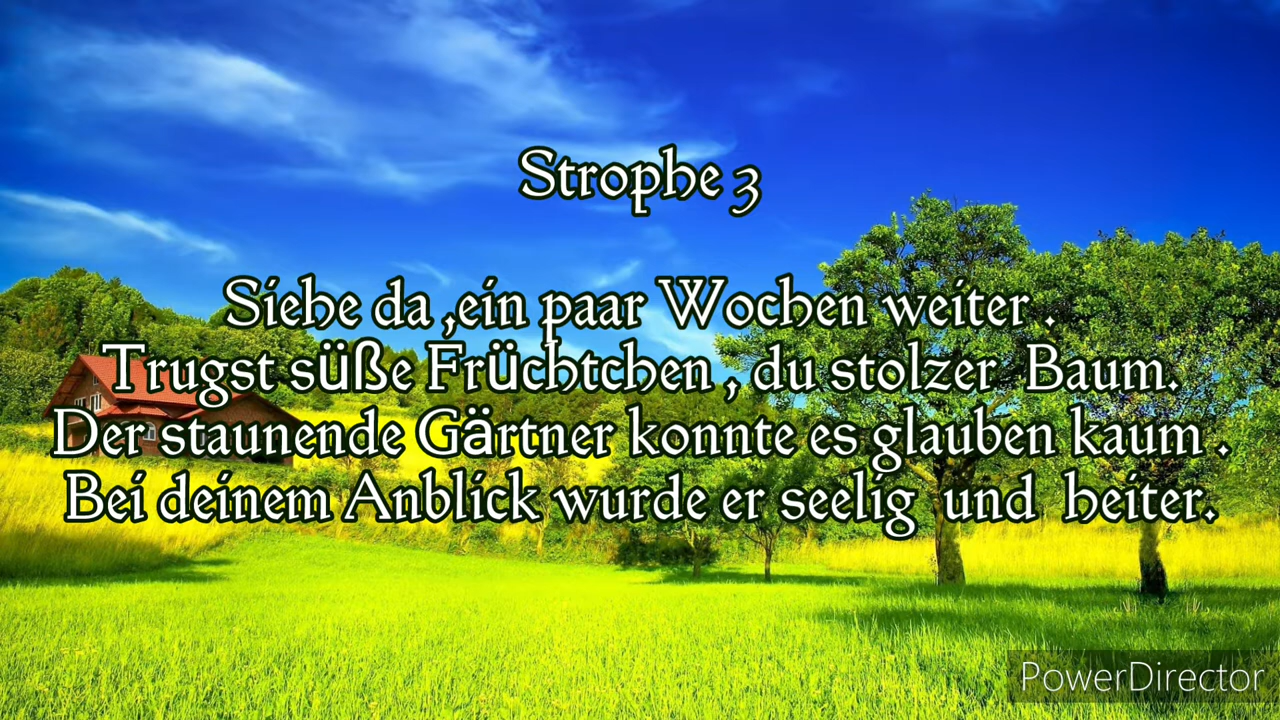 Strophe 3
Siehe da ,ein paar Wochen weiter .
Trugst süße Früchtchen , du stolzer  Baum.
Der staunende Gärtner konnte es glauben kaum .
Bei deinem Anblick wurde er seelig  und  heiter.
PowerDirector